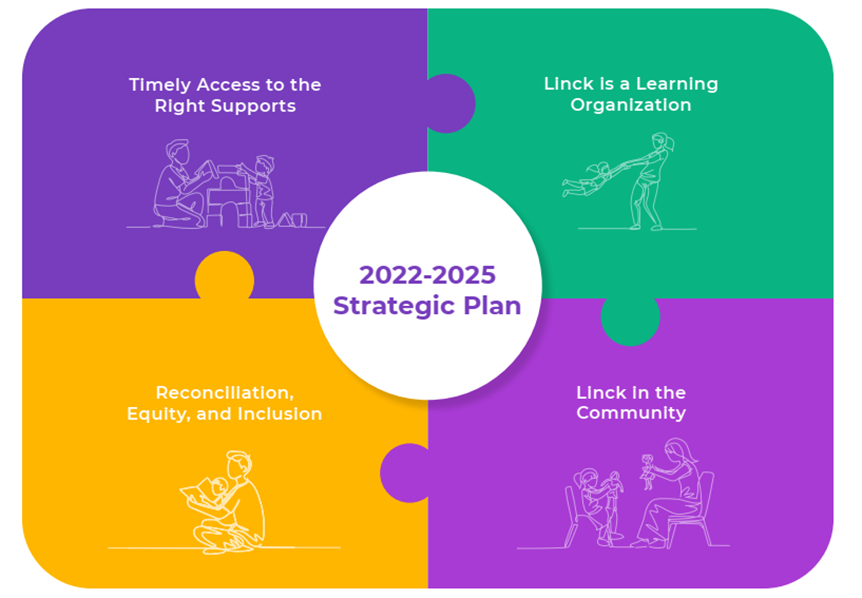 Timely Access to the
Right Supports
Linck is a Learning
Organization
2022-2025
Strategic Plan
Reconciliation,
Equity, and Inclusion
Linck in the
Community